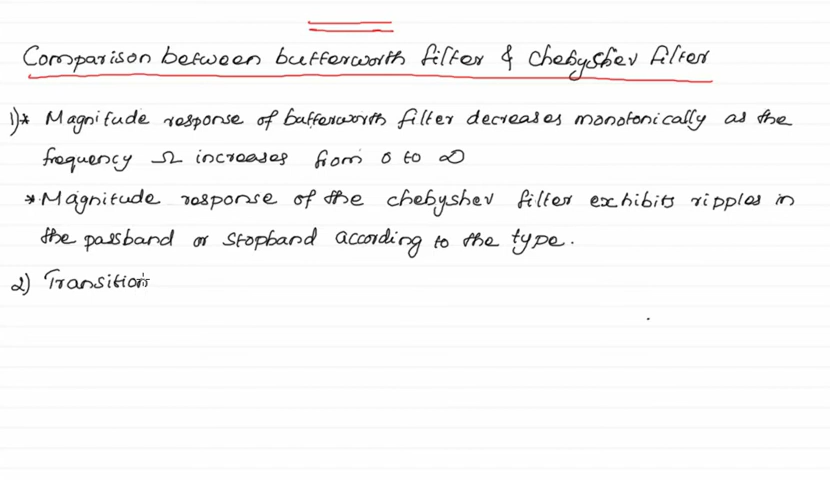 Comparison between butterworth filter & chebyshev filter
1)* Magnitude response of butterworth filter decreases monotonically as the
frequency Ω increases from 0 to ∞
* Magnitude response of the chebyshev filter exhibits ripples in
the passband or stopband according to the type.
2) Transition